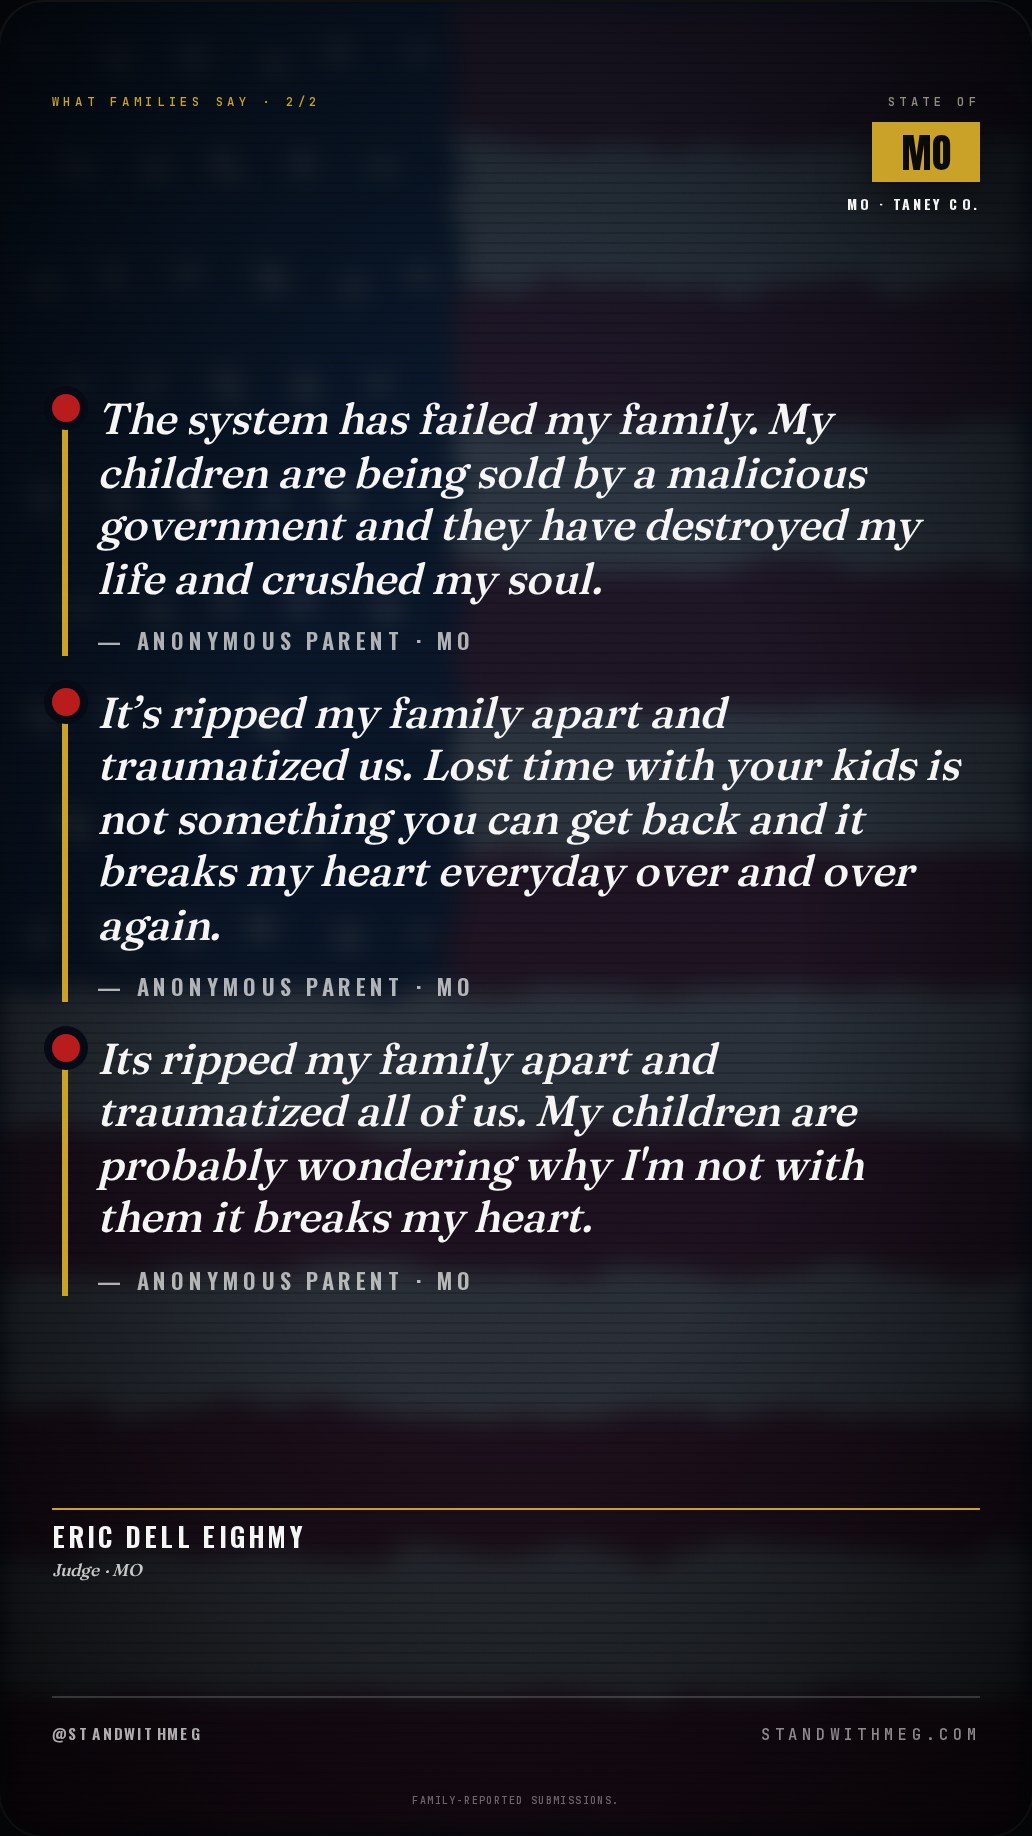 WHAT FAMILIES SAY · 2/2
STATE OF
MO
MO · TANEY CO.
The system has failed my family. My
children are being sold by a malicious
government and they have destroyed my
life and crushed my soul.
— ANONYMOUS PARENT · MO
It’s ripped my family apart and
traumatized us. Lost time with your kids is
not something you can get back and it
breaks my heart everyday over and over
again.
— ANONYMOUS PARENT · MO
Its ripped my family apart and
traumatized all of us. My children are
probably wondering why I'm not with
them it breaks my heart.
— ANONYMOUS PARENT · MO
ERIC DELL EIGHMY
Judge · MO
@STANDWITHMEG
STANDWITHMEG.COM
FAMILY-REPORTED SUBMISSIONS.